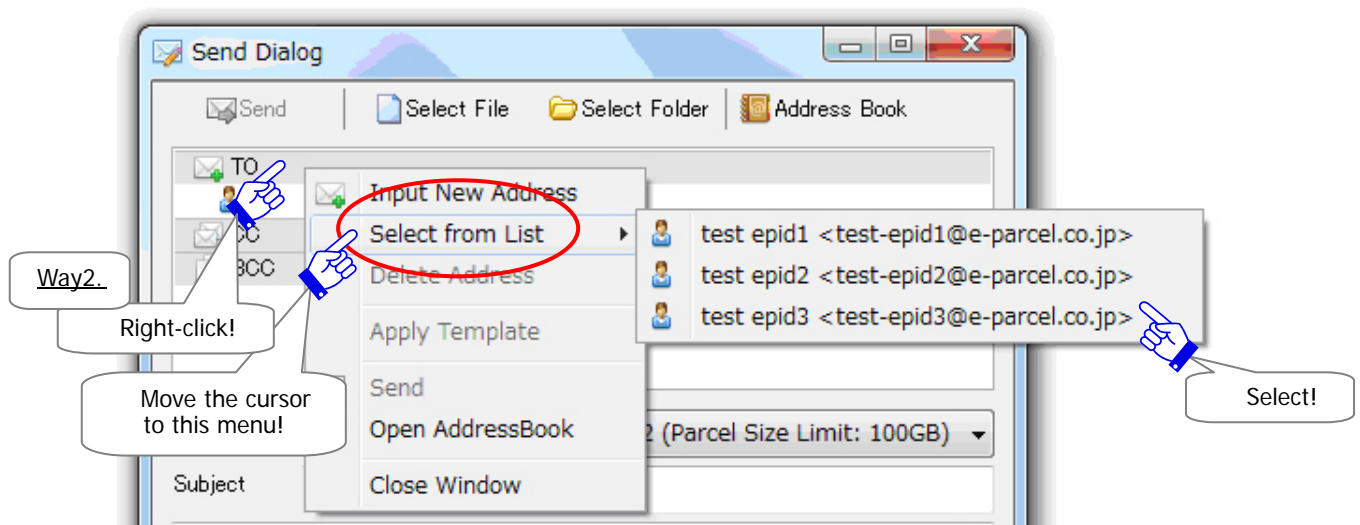 Send Dialog
Send Select File Select Folder Address Book
TO
CC
BCC
Input New Address
Select from List
Delete Address
Apply Template
Send
Open AddressBook
Close Window
test epid1 <test-epid1@e-parcel.co.jp>
test epid2 <test-epid2@e-parcel.co.jp>
test epid3 <test-epid3@e-parcel.co.jp>
Way2.
Right-click!
Move the cursor
to this menu!
Select!
2 (Parcel Size Limit: 100GB)
Subject